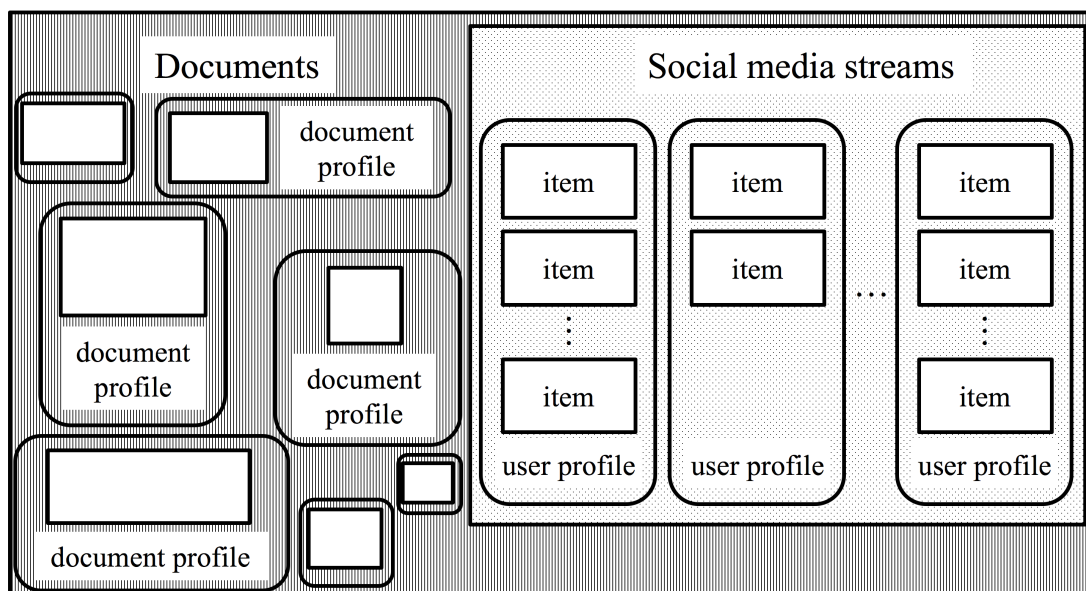 Documents
document
profile
document
profile
document
profile
document profile
Social media streams
item
item
⋮
item
user profile
item
item
user profile
...
item
item
⋮
item
user profile